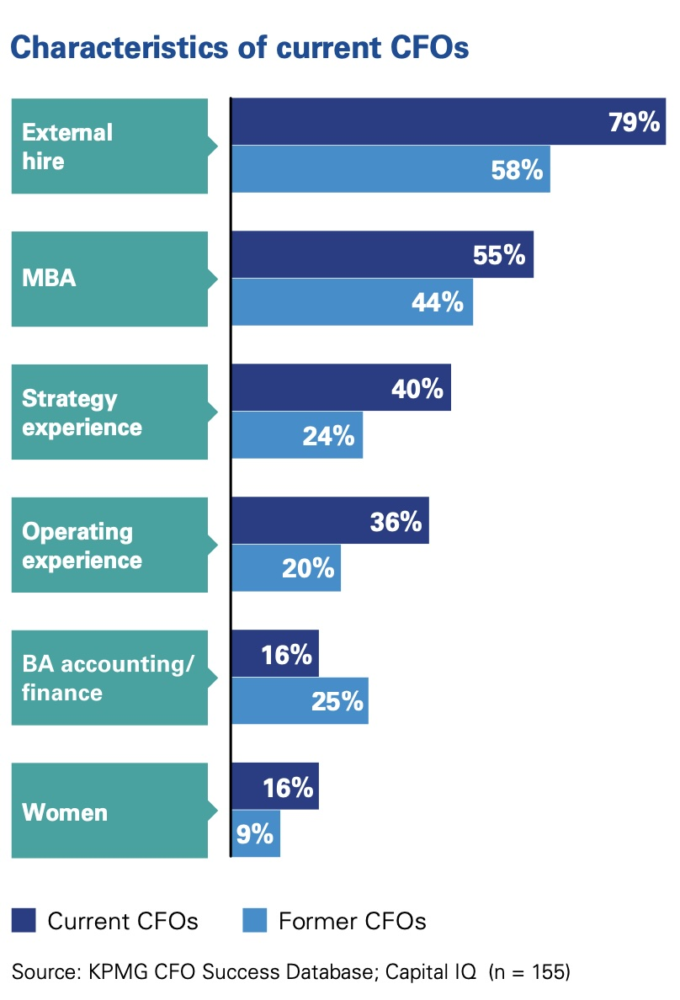 Characteristics of current CFOs
External
hire
79%
58%
MBA
55%
44%
Strategy
experience
40%
24%
Operating
experience
36%
20%
BA accounting/
finance
16%
25%
Women
16%
9%
Current CFOs
Former CFOs
Source: KPMG CFO Success Database; Capital IQ (n = 155)